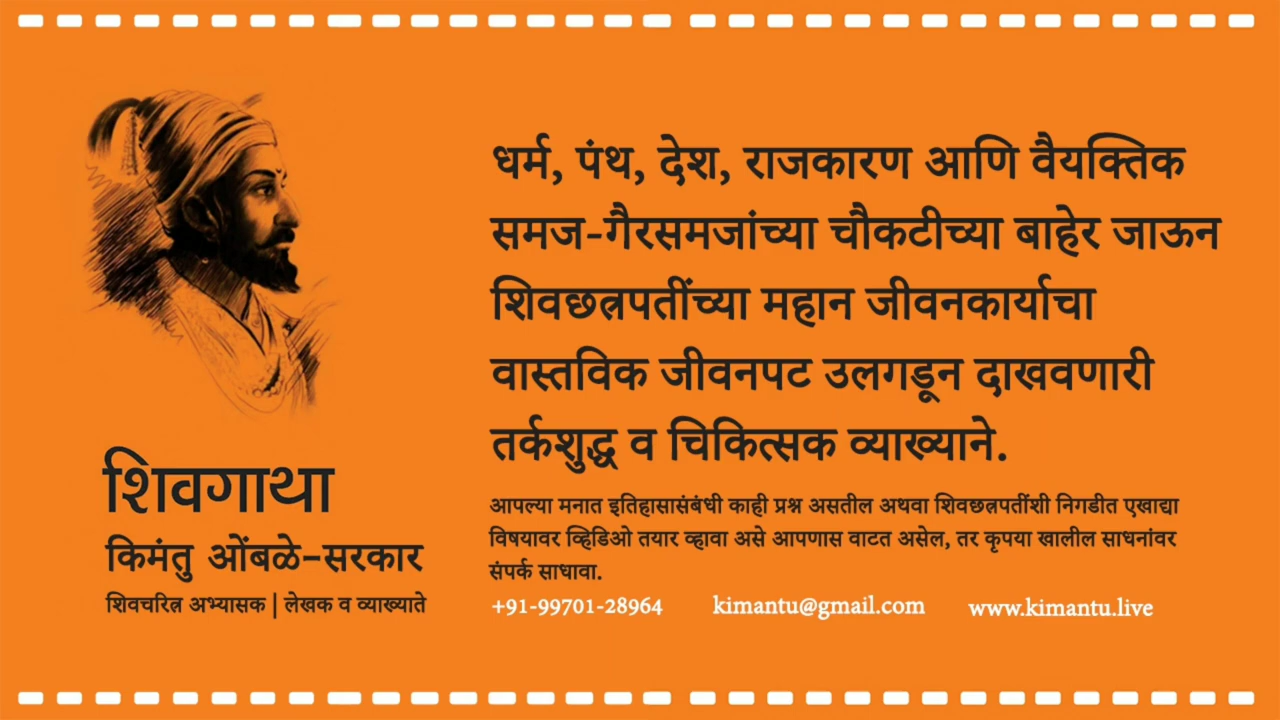 धर्म, पंथ, देश, राजकारण आणि वैयक्तिक
समज-गैरसमजांच्या चौकटीच्या बाहेर जाऊन
शिवछत्रपतींच्या महान जीवनकार्याचा
वास्तविक जीवनपट उलगडून दाखवणारी
तर्कशुद्ध व चिकित्सक व्याख्याने.
आपल्या मनात इतिहासासंबंधी काही प्रश्न असतील अथवा शिवछत्रपतींशी निगडीत एखाद्या
विषयावर व्हिडिओ तयार व्हावा असे आपणास वाटत असेल, तर कृपया खालील साधनांवर
संपर्क साधावा.
+91-99701-28964 kimantu@gmail.com www.kimantu.live
शिवगाथा
किमंतु ओंबळे-सरकार
शिवचरित्र अभ्यासक | लेखक व व्याख्याते